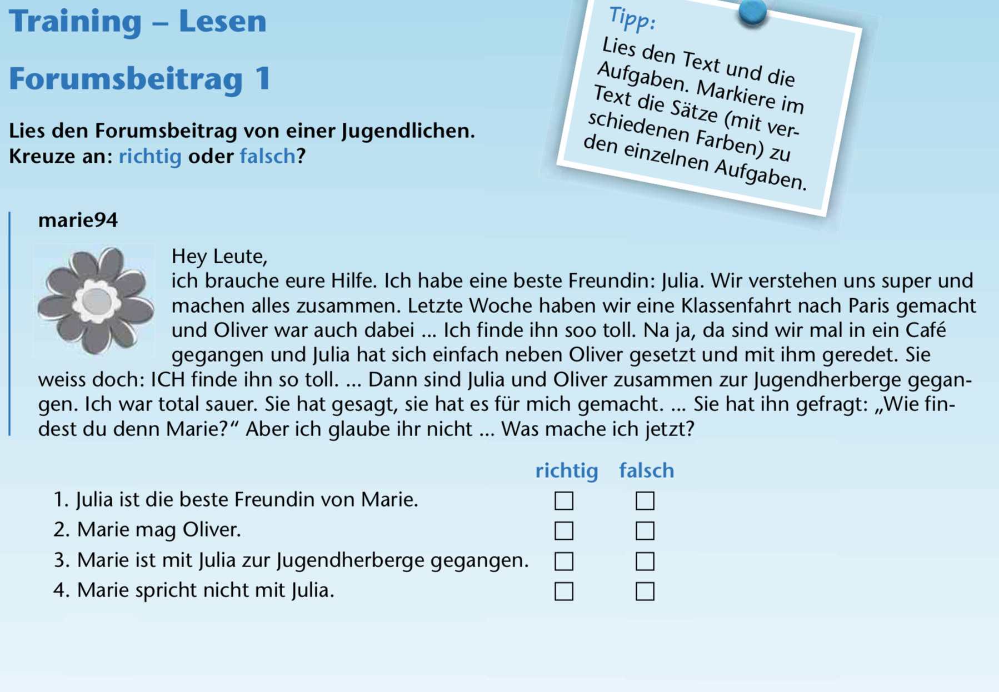 Training – Lesen
Forumsbeitrag 1
Lies den Forumsbeitrag von einer Jugendlichen.
Kreuze an: richtig oder falsch?
Tipp:
Lies den Text und die
Aufgaben. Markiere im
Text die Sätze (mit ver-
schiedenen Farben) zu
den einzelnen Aufgaben.
marie94
Hey Leute,
ich brauche eure Hilfe. Ich habe eine beste Freundin: Julia. Wir verstehen uns super und
machen alles zusammen. Letzte Woche haben wir eine Klassenfahrt nach Paris gemacht
und Oliver war auch dabei ... Ich finde ihn soo toll. Na ja, da sind wir mal in ein Café
gegangen und Julia hat sich einfach neben Oliver gesetzt und mit ihm geredet. Sie
weiss doch: ICH finde ihn so toll. ... Dann sind Julia und Oliver zusammen zur Jugendherberge gegan-
gen. Ich war total sauer. Sie hat gesagt, sie hat es für mich gemacht. ... Sie hat ihn gefragt: „Wie fin-
dest du denn Marie?“ Aber ich glaube ihr nicht ... Was mache ich jetzt?
richtig falsch
1. Julia ist die beste Freundin von Marie.
2. Marie mag Oliver.
3. Marie ist mit Julia zur Jugendherberge gegangen.
4. Marie spricht nicht mit Julia.